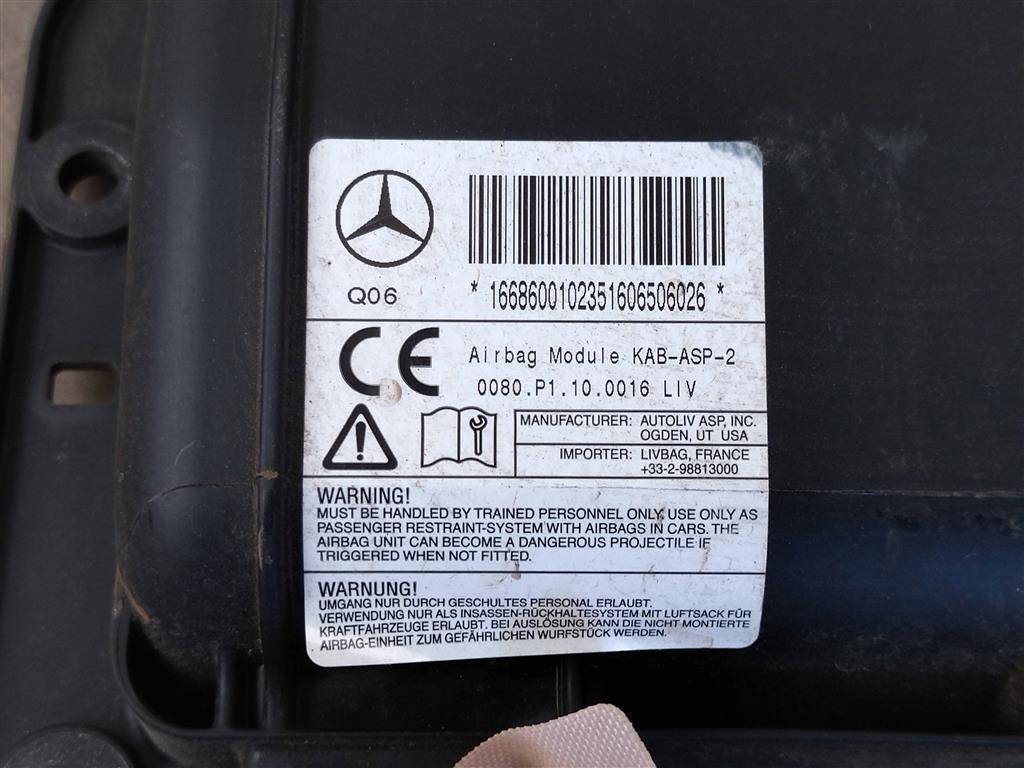 Q06
* 1668600102351606506026 *
CE
Airbag Module KAB-ASP-2
0080.P1.10.0016 LIV
MANUFACTURER: AUTOLIV ASP, INC.
OGDEN, UT USA
IMPORTER: LIVBAG, FRANCE
+33-2-98813000
WARNING!
MUST BE HANDLED BY TRAINED PERSONNEL ONLY, USE ONLY AS
PASSENGER RESTRAINT-SYSTEM WITH AIRBAGS IN CARS. THE
AIRBAG UNIT CAN BECOME A DANGEROUS PROJECTILE IF
TRIGGERED WHEN NOT FITTED.
WARNUNG!
UMGANG NUR DURCH GESCHULTES PERSONAL ERLAUBT.
VERWENDUNG NUR ALS INSASSEN-RÜCKHALTESYSTEM MIT LUFTSACK FÜR
KRAFTFAHRZEUGE ERLAUBT. BEI AUSLÖSUNG KANN DIE NICHT MONTIERTE
AIRBAG-EINHEIT ZUM GEFÄHRLICHEN WURFSTÜCK WERDEN.